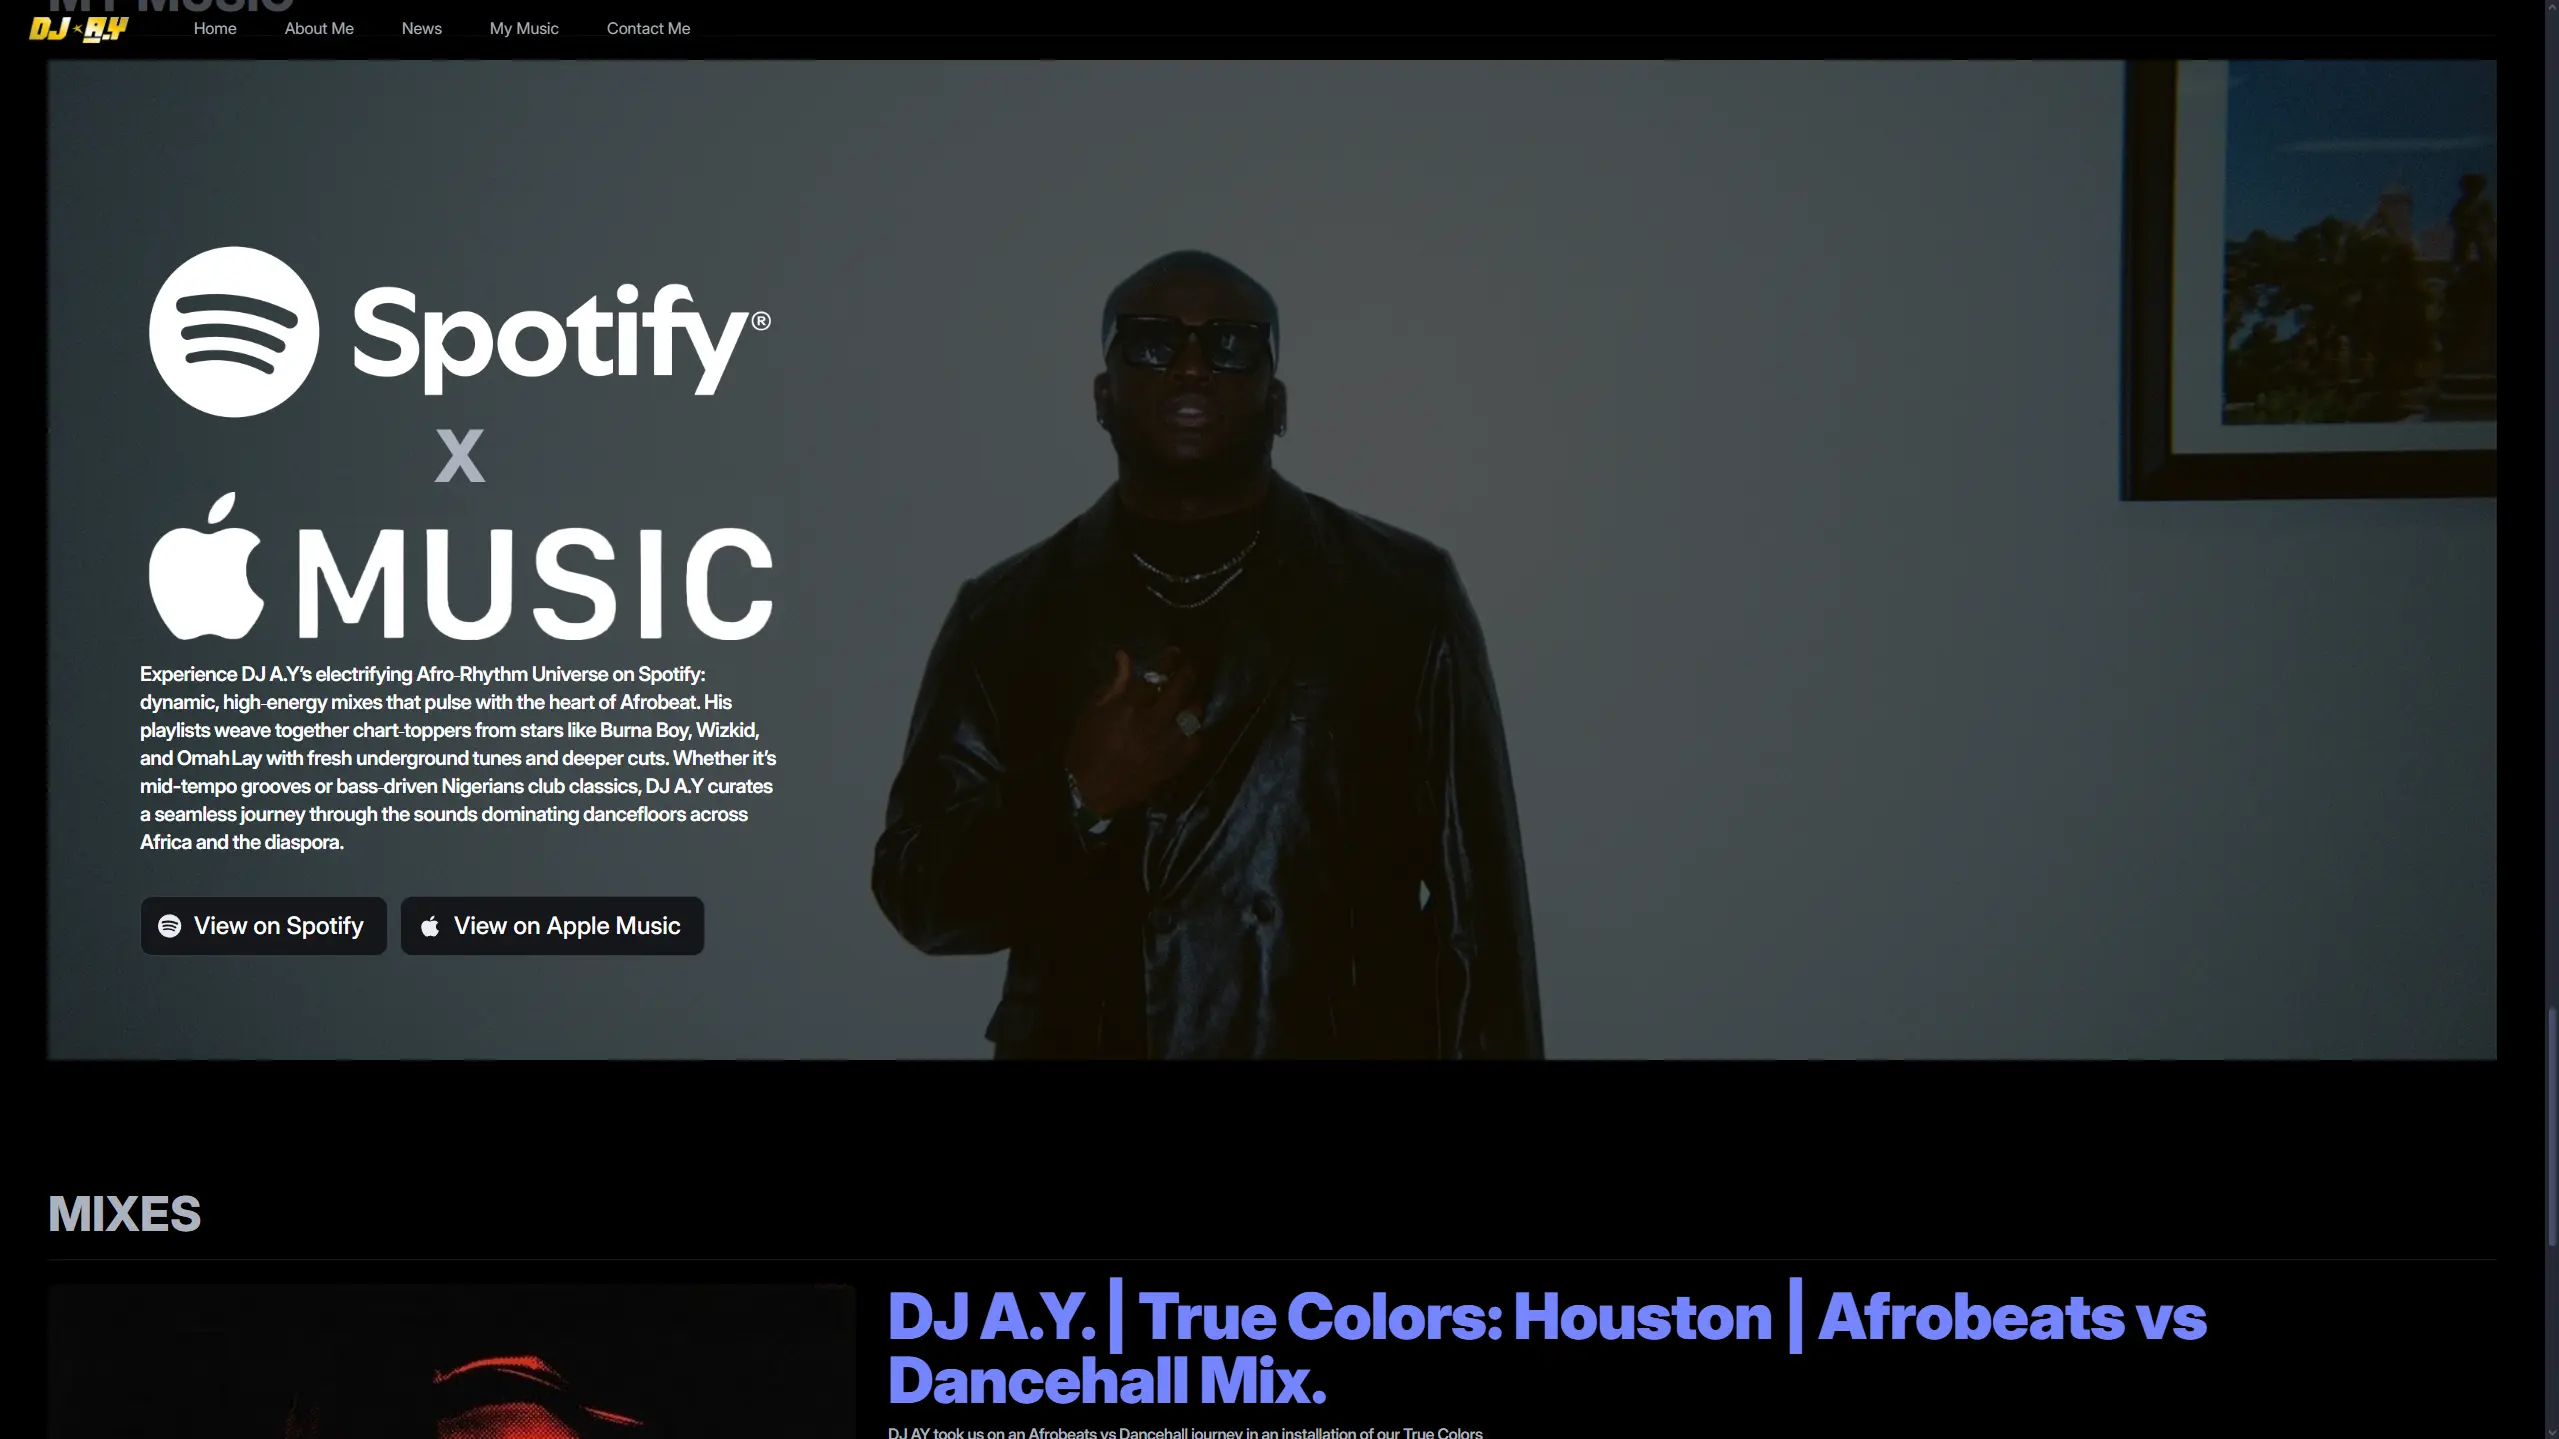 MY MUSIC
DJ A.Y
Home
About Me
News
My Music
Contact Me
Spotify®
X
MUSIC
Experience DJ A.Y’s electrifying Afro-Rhythm Universe on Spotify:
dynamic, high-energy mixes that pulse with the heart of Afrobeat. His
playlists weave together chart-toppers from stars like Burna Boy, Wizkid,
and Omah Lay with fresh underground tunes and deeper cuts. Whether it’s
mid-tempo grooves or bass-driven Nigerians club classics, DJ A.Y curates
a seamless journey through the sounds dominating dancefloors across
Africa and the diaspora.
View on Spotify
View on Apple Music
MIXES
DJ A.Y. | True Colors: Houston | Afrobeats vs
Dancehall Mix.
DJ AY took us on an Afrobeats vs Dancehall journey in an installation of our True Colors